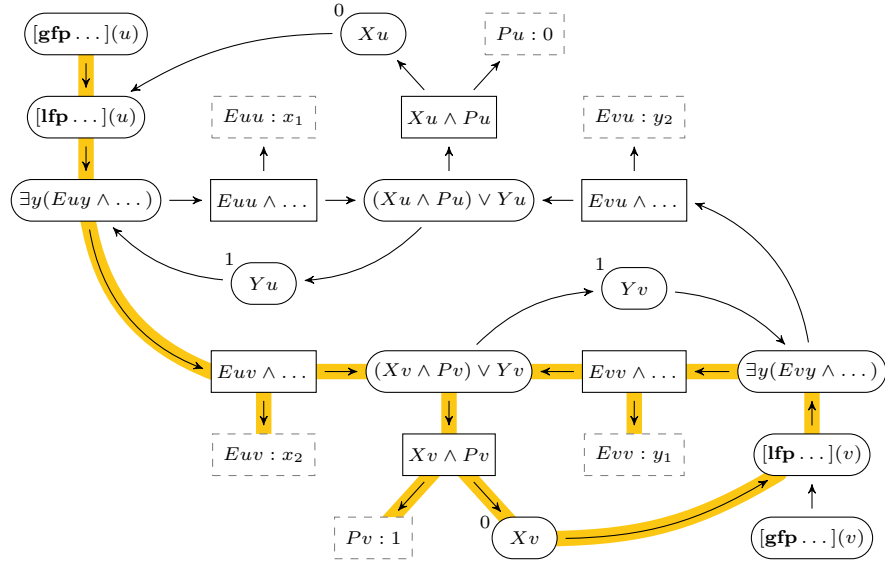 0
[gfp . . . ](u)
Xu
Pu : 0
[lfp . . . ](u)
Euu : x₁
Xu ∧ Pu
Evu : y₂
∃y(Euy ∧ . . . )
Euu ∧ . . .
(Xu ∧ Pu) ∨ Yu
Evu ∧ . . .
1
Yu
1
Yv
Euv ∧ . . .
(Xv ∧ Pv) ∨ Yv
Evv ∧ . . .
∃y(Evy ∧ . . . )
Euv : x₂
Xv ∧ Pv
Evv : y₁
[lfp . . . ](v)
Pv : 1
0
Xv
[gfp . . . ](v)